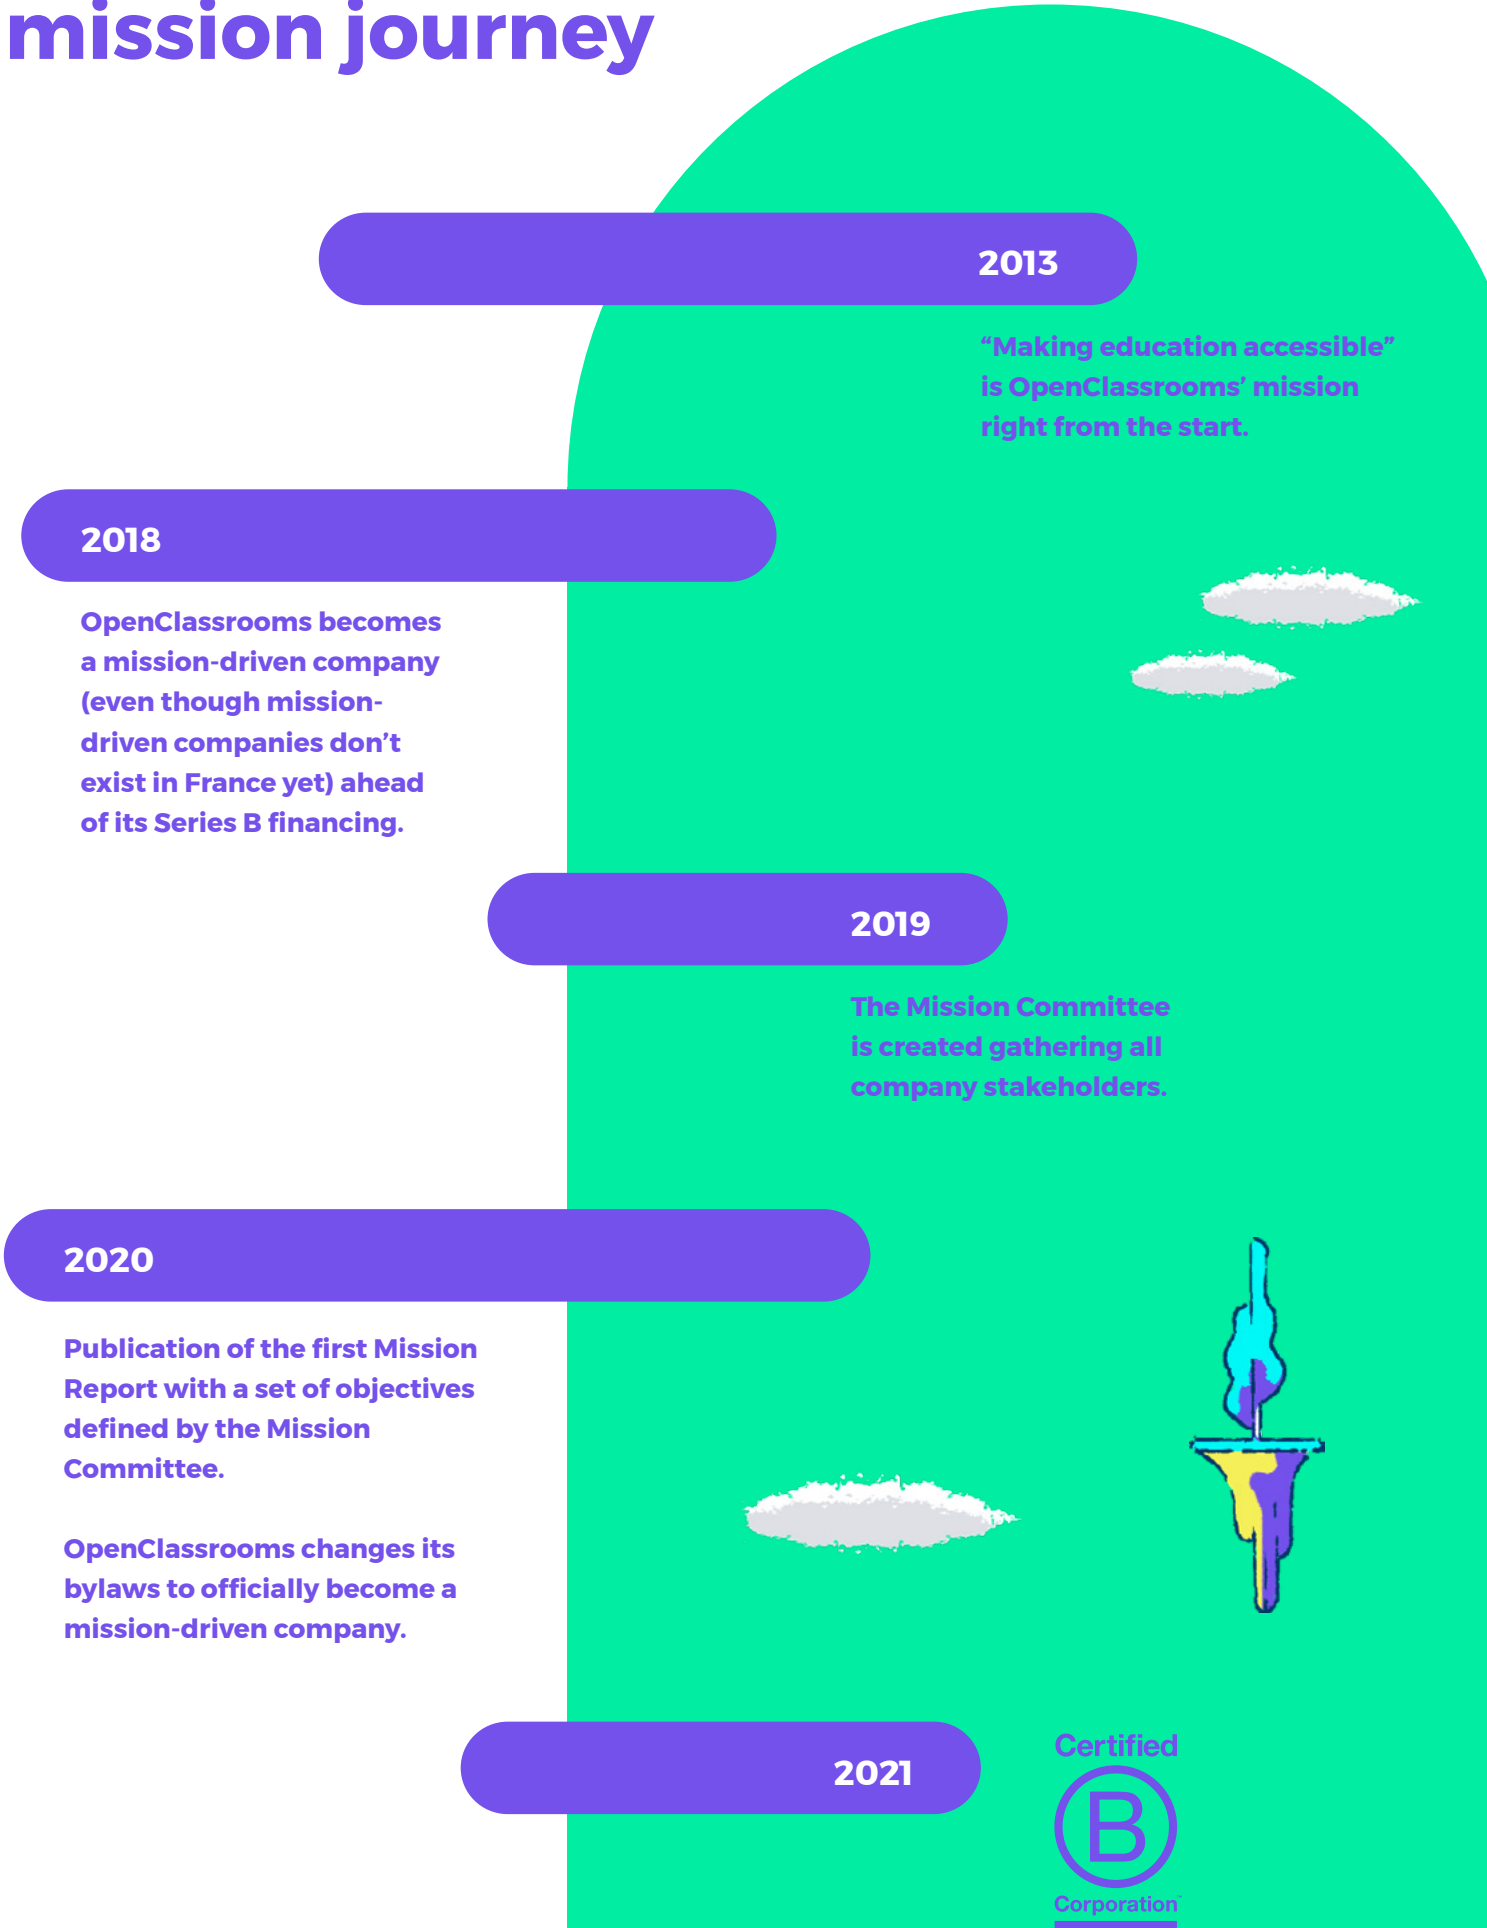 mission journey
2013
“Making education accessible”
is OpenClassrooms’ mission
right from the start.
2018
OpenClassrooms becomes
a mission-driven company
(even though mission-
driven companies don’t
exist in France yet) ahead
of its Series B financing.
2019
The Mission Committee
is created gathering all
company stakeholders.
2020
Publication of the first Mission
Report with a set of objectives
defined by the Mission
Committee.
OpenClassrooms changes its
bylaws to officially become a
mission-driven company.
2021
Certified
B
Corporation